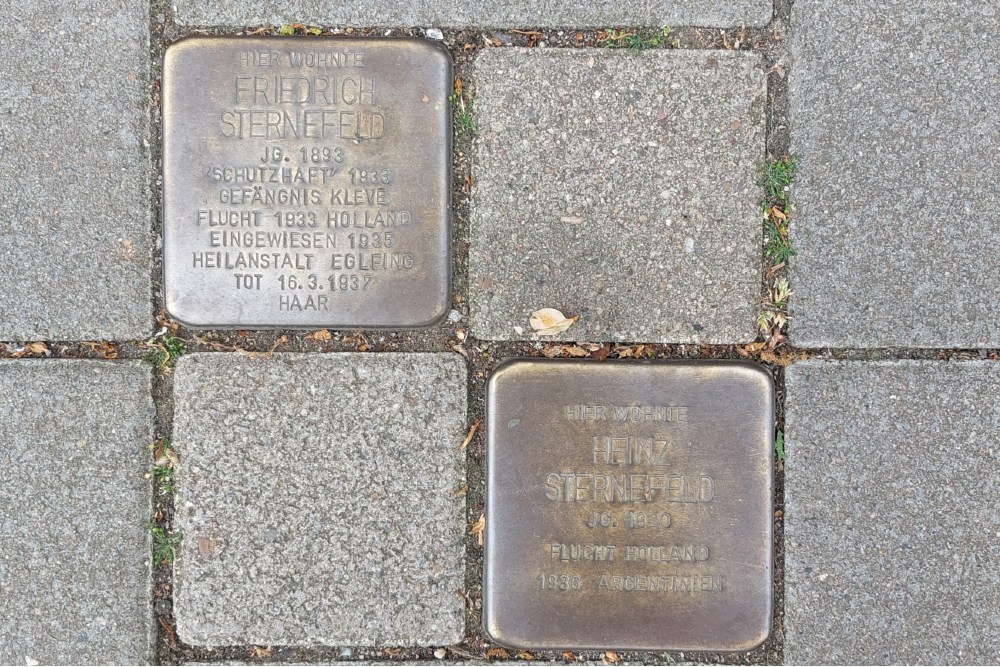 HIER WOHNTE
FRIEDRICH
STERNEFELD
JG. 1893
"SCHUTZHAFT" 1933
GEFÄNGNIS KLEVE
FLUCHT 1933 HOLLAND
EINGEWIESEN 1935
HEILANSTALT EGLFING
TOT 16.3.1937
HAAR
HIER WOHNTE
HEINZ
STERNEFELD
JG. 1920
FLUCHT HOLLAND
1936 ARGENTINIEN